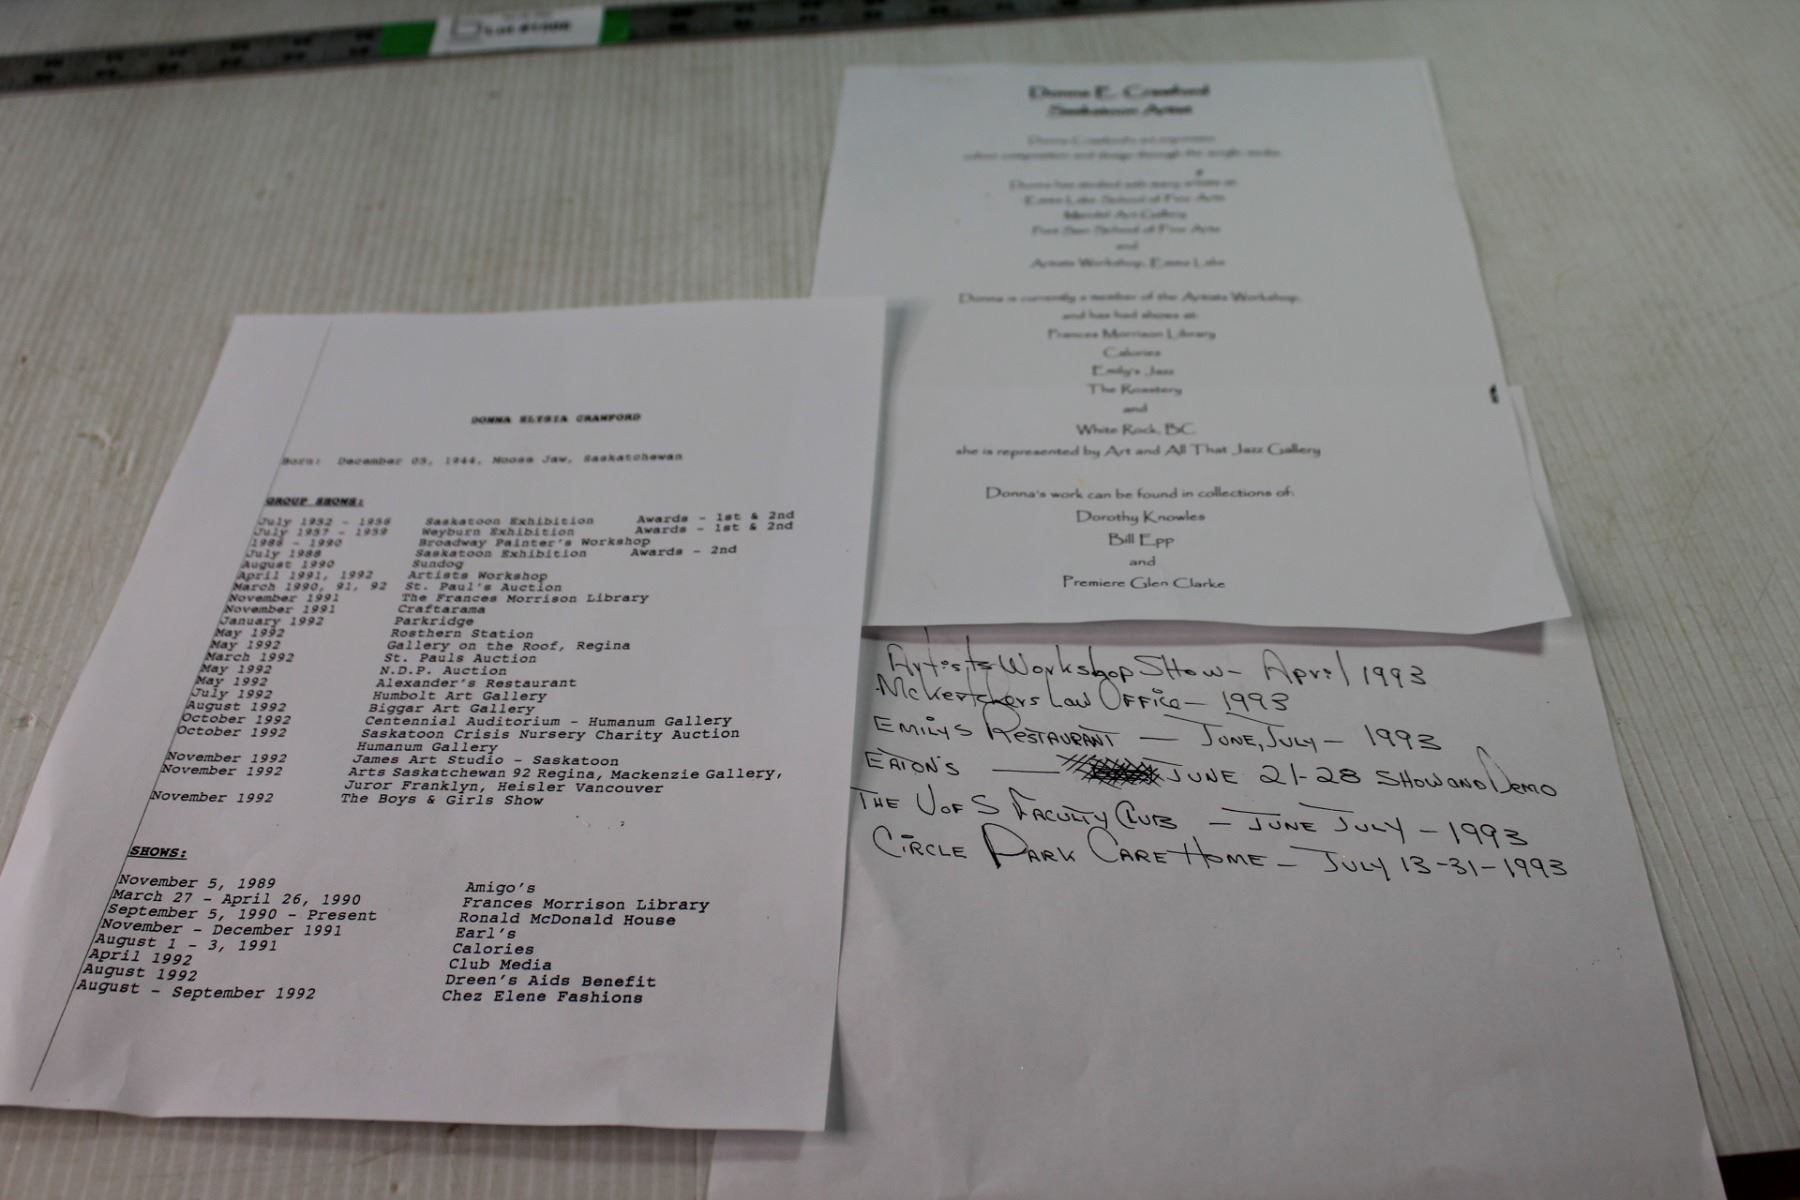 DONNA ELYSIA CRAWFORD
Born: December 05, 1944, Moose Jaw, Saskatchewan
GROUP SHOWS:
July 1952 - 1956 Saskatoon Exhibition Awards - 1st & 2nd
July 1957 - 1959 Weyburn Exhibition Awards - 1st & 2nd
1988 - 1990 Broadway Painter's Workshop
July 1988 Saskatoon Exhibition Awards - 2nd
August 1990 Sundog
April 1991, 1992 Artists Workshop
March 1990, 91, 92 St. Paul's Auction
November 1991 The Frances Morrison Library
November 1991 Craftarama
January 1992 Parkridge
May 1992 Rosthern Station
May 1992 Gallery on the Roof, Regina
March 1992 St. Pauls Auction
May 1992 N.D.P. Auction
May 1992 Alexander's Restaurant
July 1992 Humbolt Art Gallery
August 1992 Biggar Art Gallery
October 1992 Centennial Auditorium - Humanum Gallery
October 1992 Saskatoon Crisis Nursery Charity Auction
Humanum Gallery
November 1992 James Art Studio - Saskatoon
November 1992 Arts Saskatchewan 92 Regina, Mackenzie Gallery,
Juror Franklyn, Heisler Vancouver
November 1992 The Boys & Girls Show
SHOWS:
November 5, 1989 Amigo's
March 27 - April 26, 1990 Frances Morrison Library
September 5, 1990 - Present Ronald McDonald House
November - December 1991 Earl's
August 1 - 3, 1991 Calories
April 1992 Club Media
August 1992 Dreen's Aids Benefit
August - September 1992 Chez Elene Fashions
Donna E. Crawford
Saskatoon Artist
Donna Crawford's art expresses
composition and design through the acrylic media
Donna has studied with many artists at:
Emma Lake School of Fine Arts
Mendel Art Gallery
Fort San School of Fine Arts
and
Artists Workshop, Emma Lake
Donna is currently a member of the Artists Workshop,
and has had shows at:
Frances Morrison Library
Calories
Emily's Jazz
The Roastery
and
White Rock, BC
she is represented by Art and All That Jazz Gallery
Donna's work can be found in collections of:
Dorothy Knowles
Bill Epp
and
Premiere Glen Clarke
Artists Workshop Show - April 1993
McKertchers Law Office - 1993
Emilys Restaurant - June, July - 1993
Eaton's - June 21-28 Show and Demo
The U of S Faculty Club - June July - 1993
Circle Park Care Home - July 13-31-1993